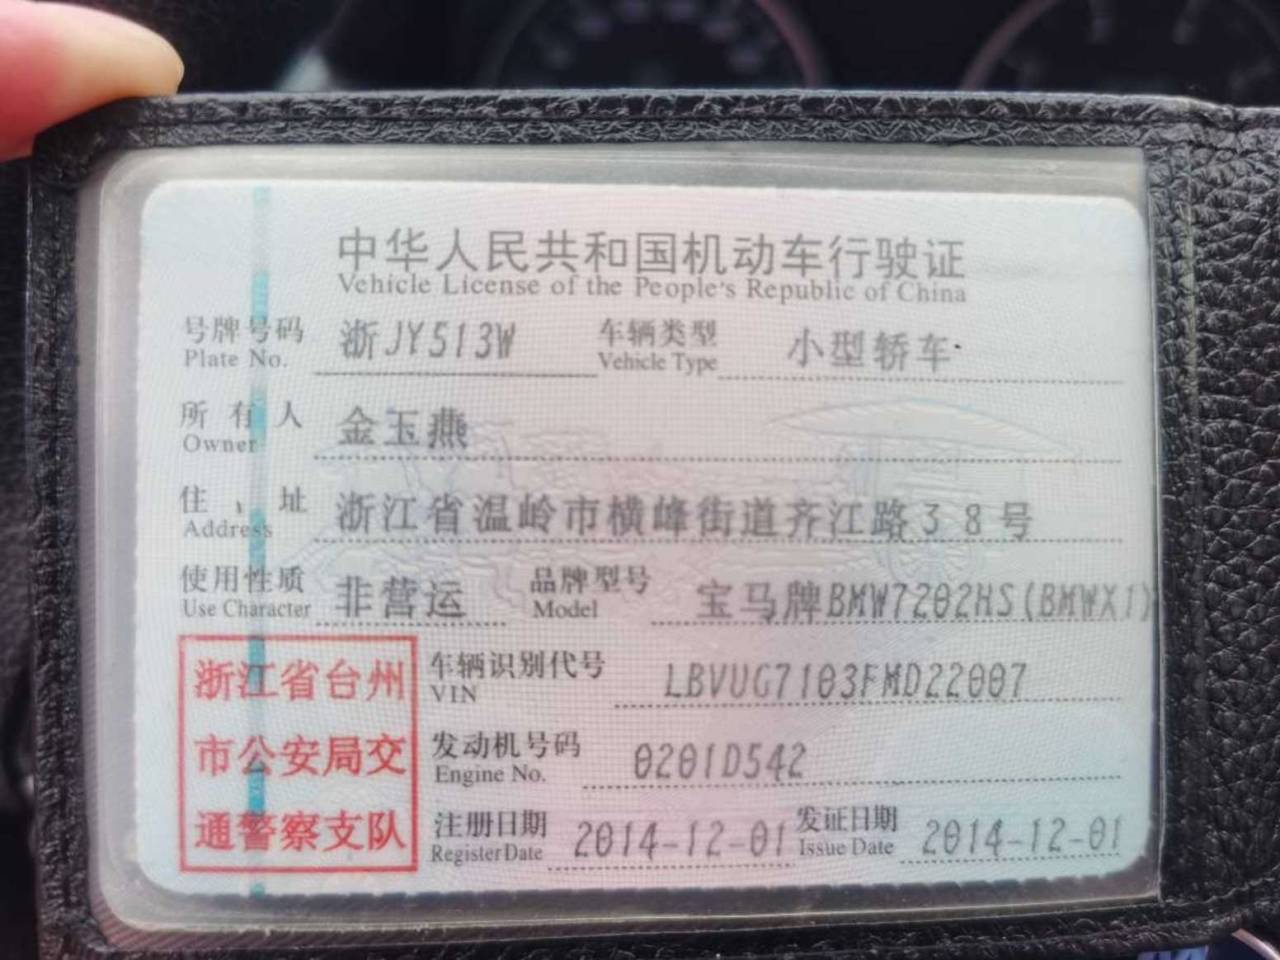 中华人民共和国机动车行驶证
Vehicle License of the People's Republic of China
号牌号码 浙JY513W 车辆类型 小型轿车
Plate No. Vehicle Type
所有人 金玉燕
Owner
住址 浙江省温岭市横峰街道齐江路38号
Address
使用性质 非营运 品牌型号 宝马牌BMW7202HS(BMWX1)
Use Character Model
浙江省台州
市公安局交
通警察支队
车辆识别代号 LBVUG7103FMD22007
VIN
发动机号码 0201D542
Engine No.
注册日期 2014-12-01 发证日期 2014-12-01
Register Date Issue Date